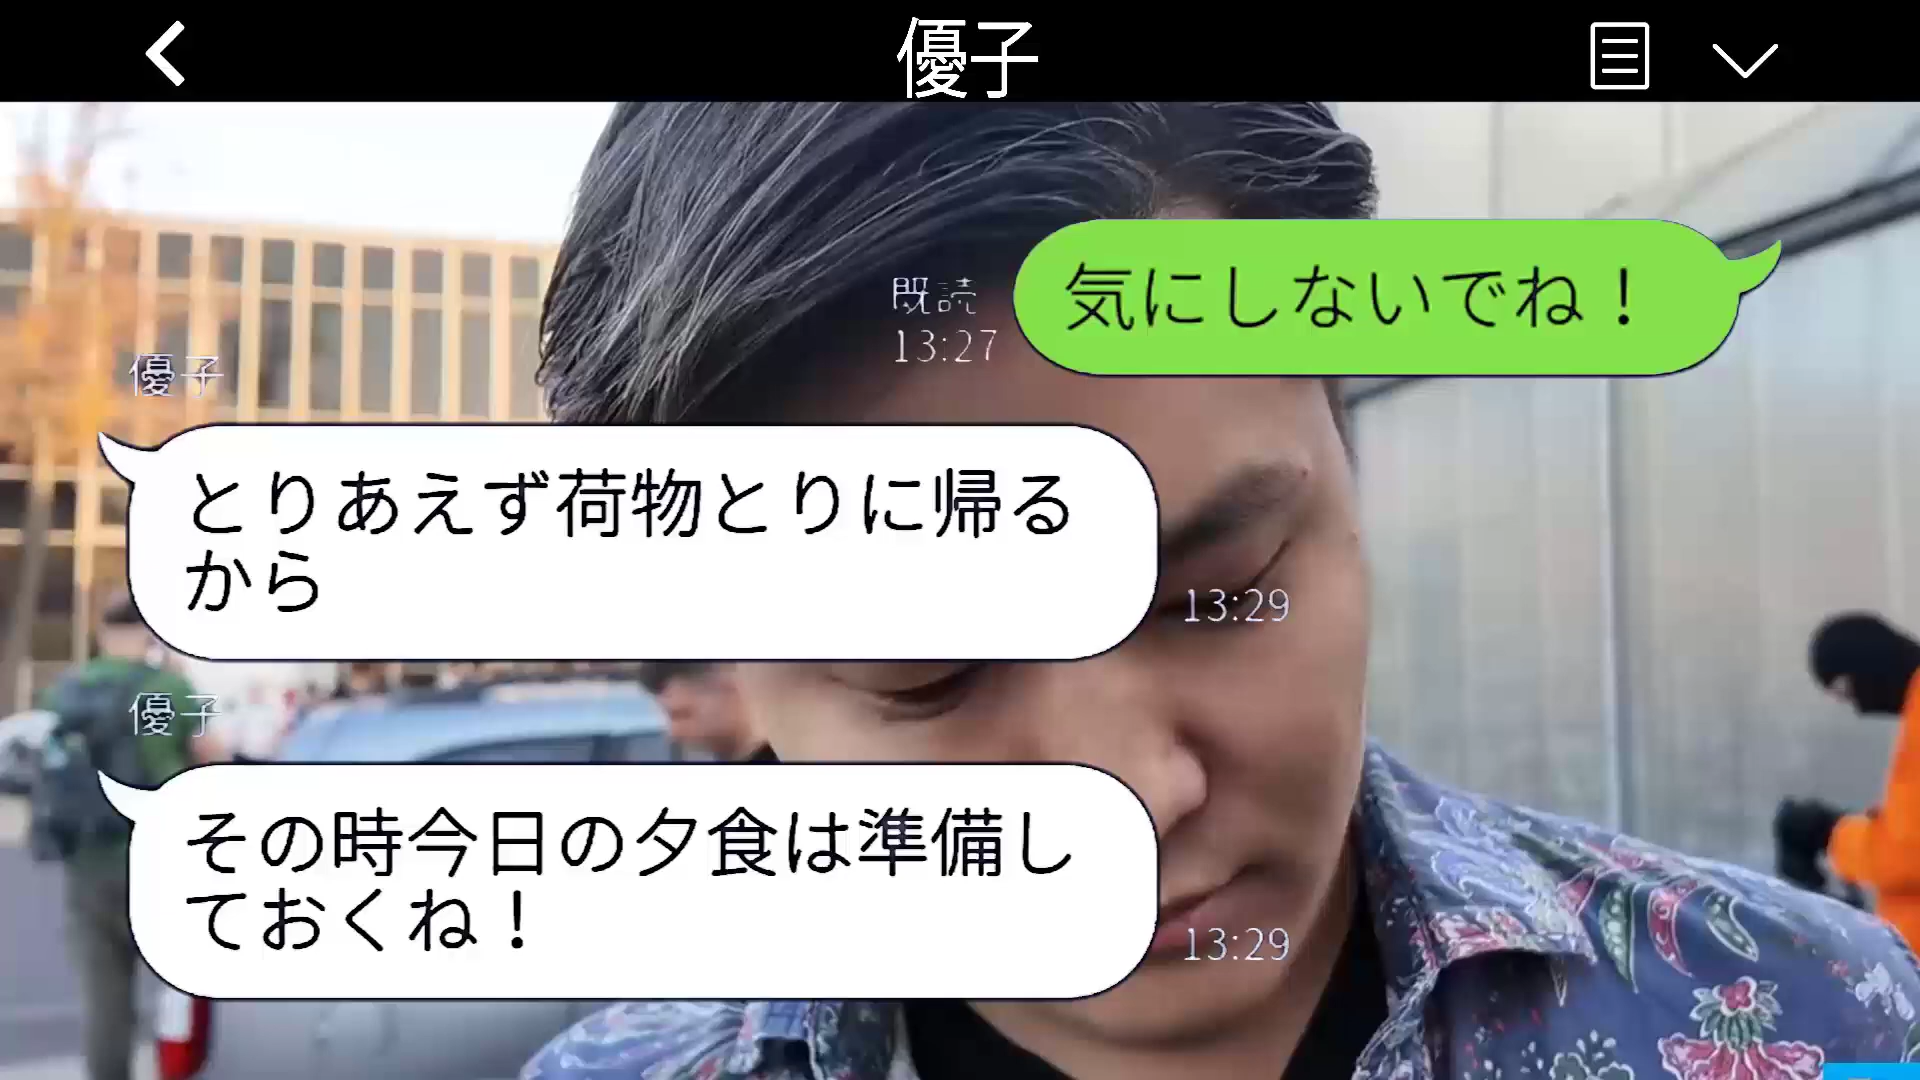 優子
気にしないでね！
既読
13:27
優子
とりあえず荷物とりに帰る
から
13:29
優子
その時今日の夕食は準備し
ておくね！
13:29